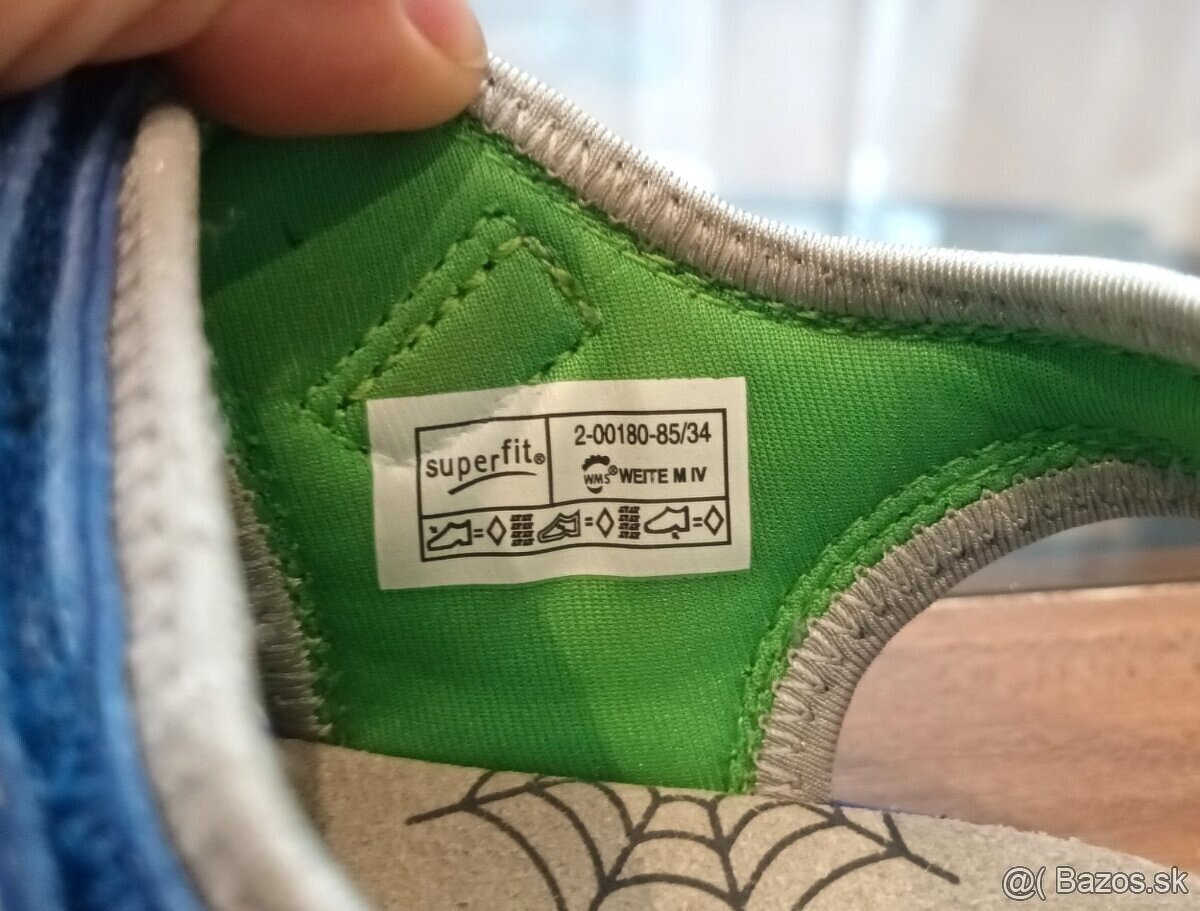 superfit®
2-00180-85/34
WMS® WEITE M IV
@( Bazos.sk